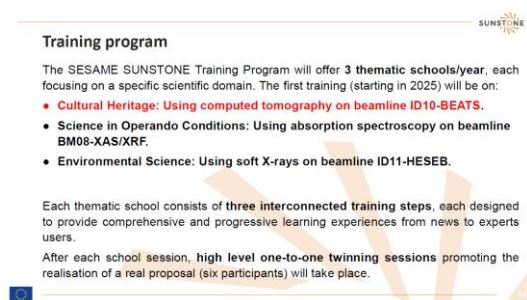 SUNSTONE
Training program
The SESAME SUNSTONE Training Program will offer 3 thematic schools/year, each
focusing on a specific scientific domain. The first training (starting in 2025) will be on:
● Cultural Heritage: Using computed tomography on beamline ID10-BEATS.
● Science in Operando Conditions: Using absorption spectroscopy on beamline
BM08-XAS/XRF.
● Environmental Science: Using soft X-rays on beamline ID11-HESEB.
Each thematic school consists of three interconnected training steps, each designed
to provide comprehensive and progressive learning experiences from news to experts
users.
After each school session, high level one-to-one twinning sessions promoting the
realisation of a real proposal (six participants) will take place.